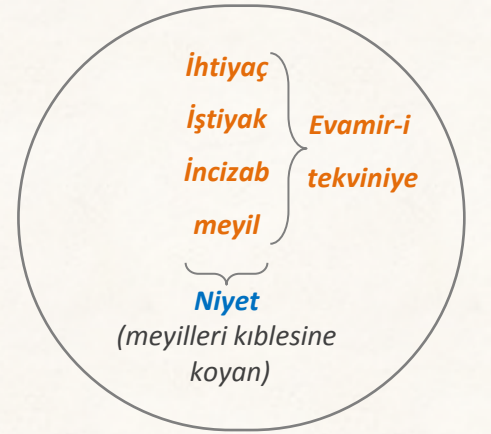 İhtiyaç
İştiyak
İncizab
meyil
Evamir-i
tekviniye
Niyet
(meyilleri kıblesine
koyan)